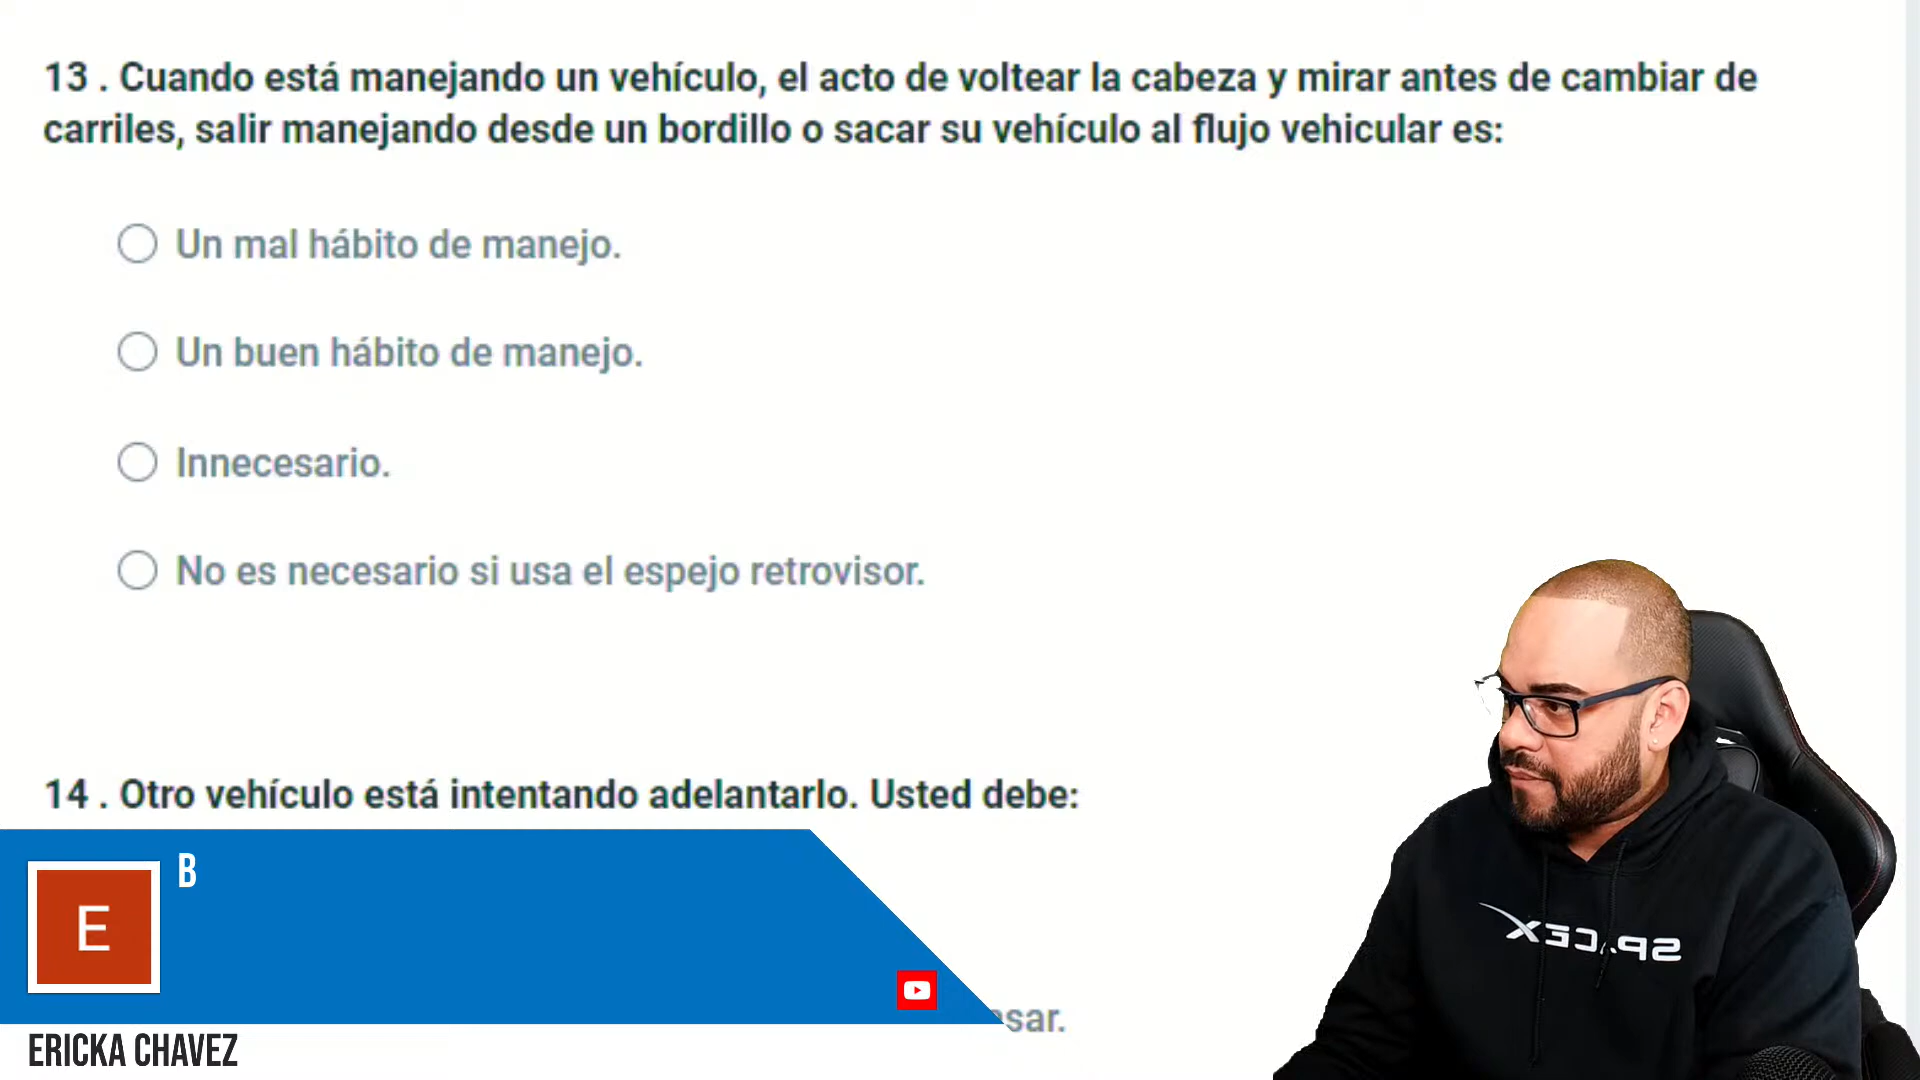 13 . Cuando está manejando un vehículo, el acto de voltear la cabeza y mirar antes de cambiar de
carriles, salir manejando desde un bordillo o sacar su vehículo al flujo vehicular es:
Un mal hábito de manejo.
Un buen hábito de manejo.
Innecesario.
No es necesario si usa el espejo retrovisor.
14 . Otro vehículo está intentando adelantarlo. Usted debe:
B
E
SPACEX
sar.
ERICKA CHAVEZ